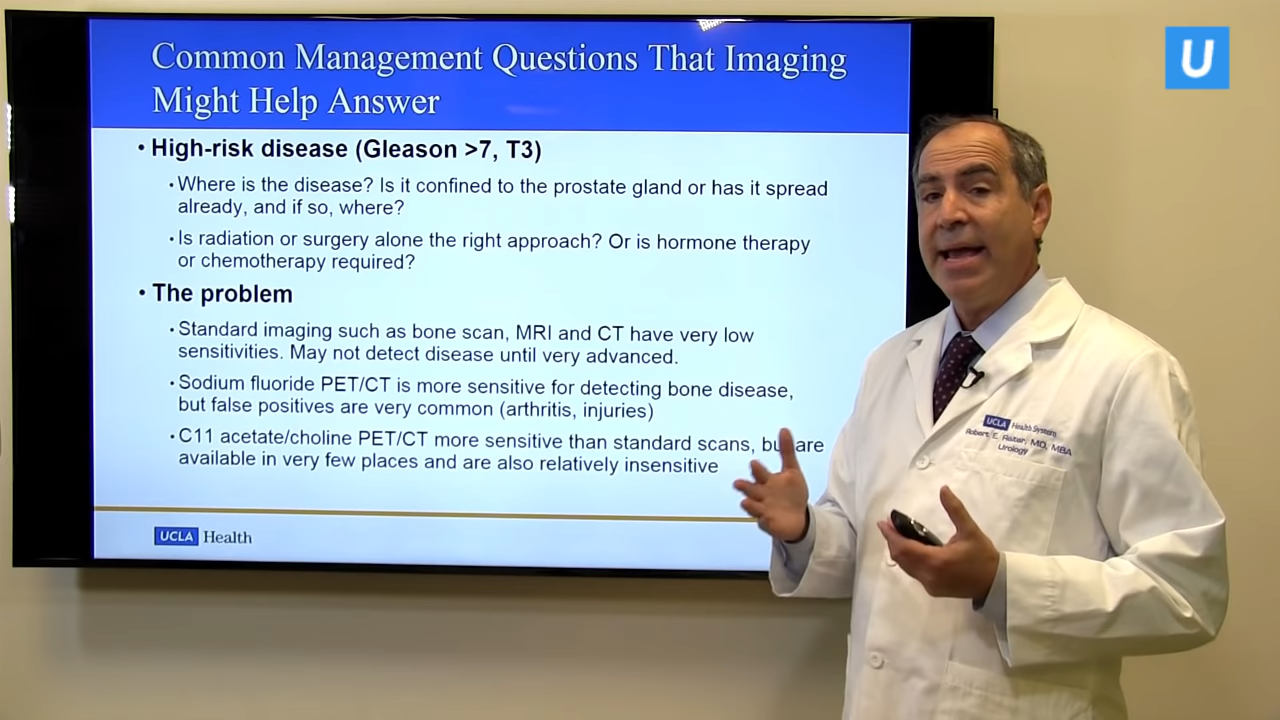 Common Management Questions That Imaging
Might Help Answer
• High-risk disease (Gleason >7, T3)
• Where is the disease? Is it confined to the prostate gland or has it spread
already, and if so, where?
• Is radiation or surgery alone the right approach? Or is hormone therapy
or chemotherapy required?
• The problem
• Standard imaging such as bone scan, MRI and CT have very low
sensitivities. May not detect disease until very advanced.
• Sodium fluoride PET/CT is more sensitive for detecting bone disease,
but false positives are very common (arthritis, injuries)
• C11 acetate/choline PET/CT more sensitive than standard scans, but are
available in very few places and are also relatively insensitive
UCLA Health
U
UCLA Health System
Robert E. Reiter, MD, MBA
Urology